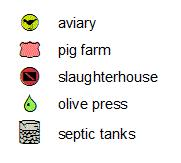 aviary
pig farm
slaughterhouse
olive press
septic tanks